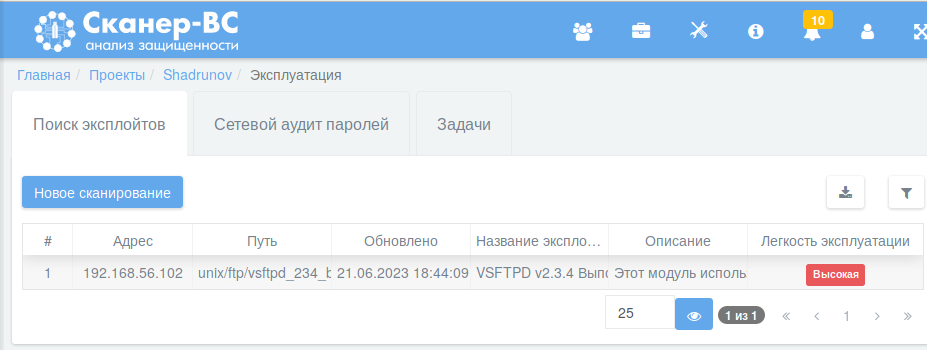 Сканер-ВС
анализ защищенности
10
Главная / Проекты / Shadrunov / Эксплуатация
Поиск эксплойтов Сетевой аудит паролей Задачи
Новое сканирование
# Адрес Путь Обновлено Название экспло... Описание Легкость эксплуатации
1 192.168.56.102 unix/ftp/vsftpd_234_b 21.06.2023 18:44:09 VSFTPD v2.3.4 Выпо Этот модуль исполь Высокая
25 1 из 1 « ‹ 1 › »